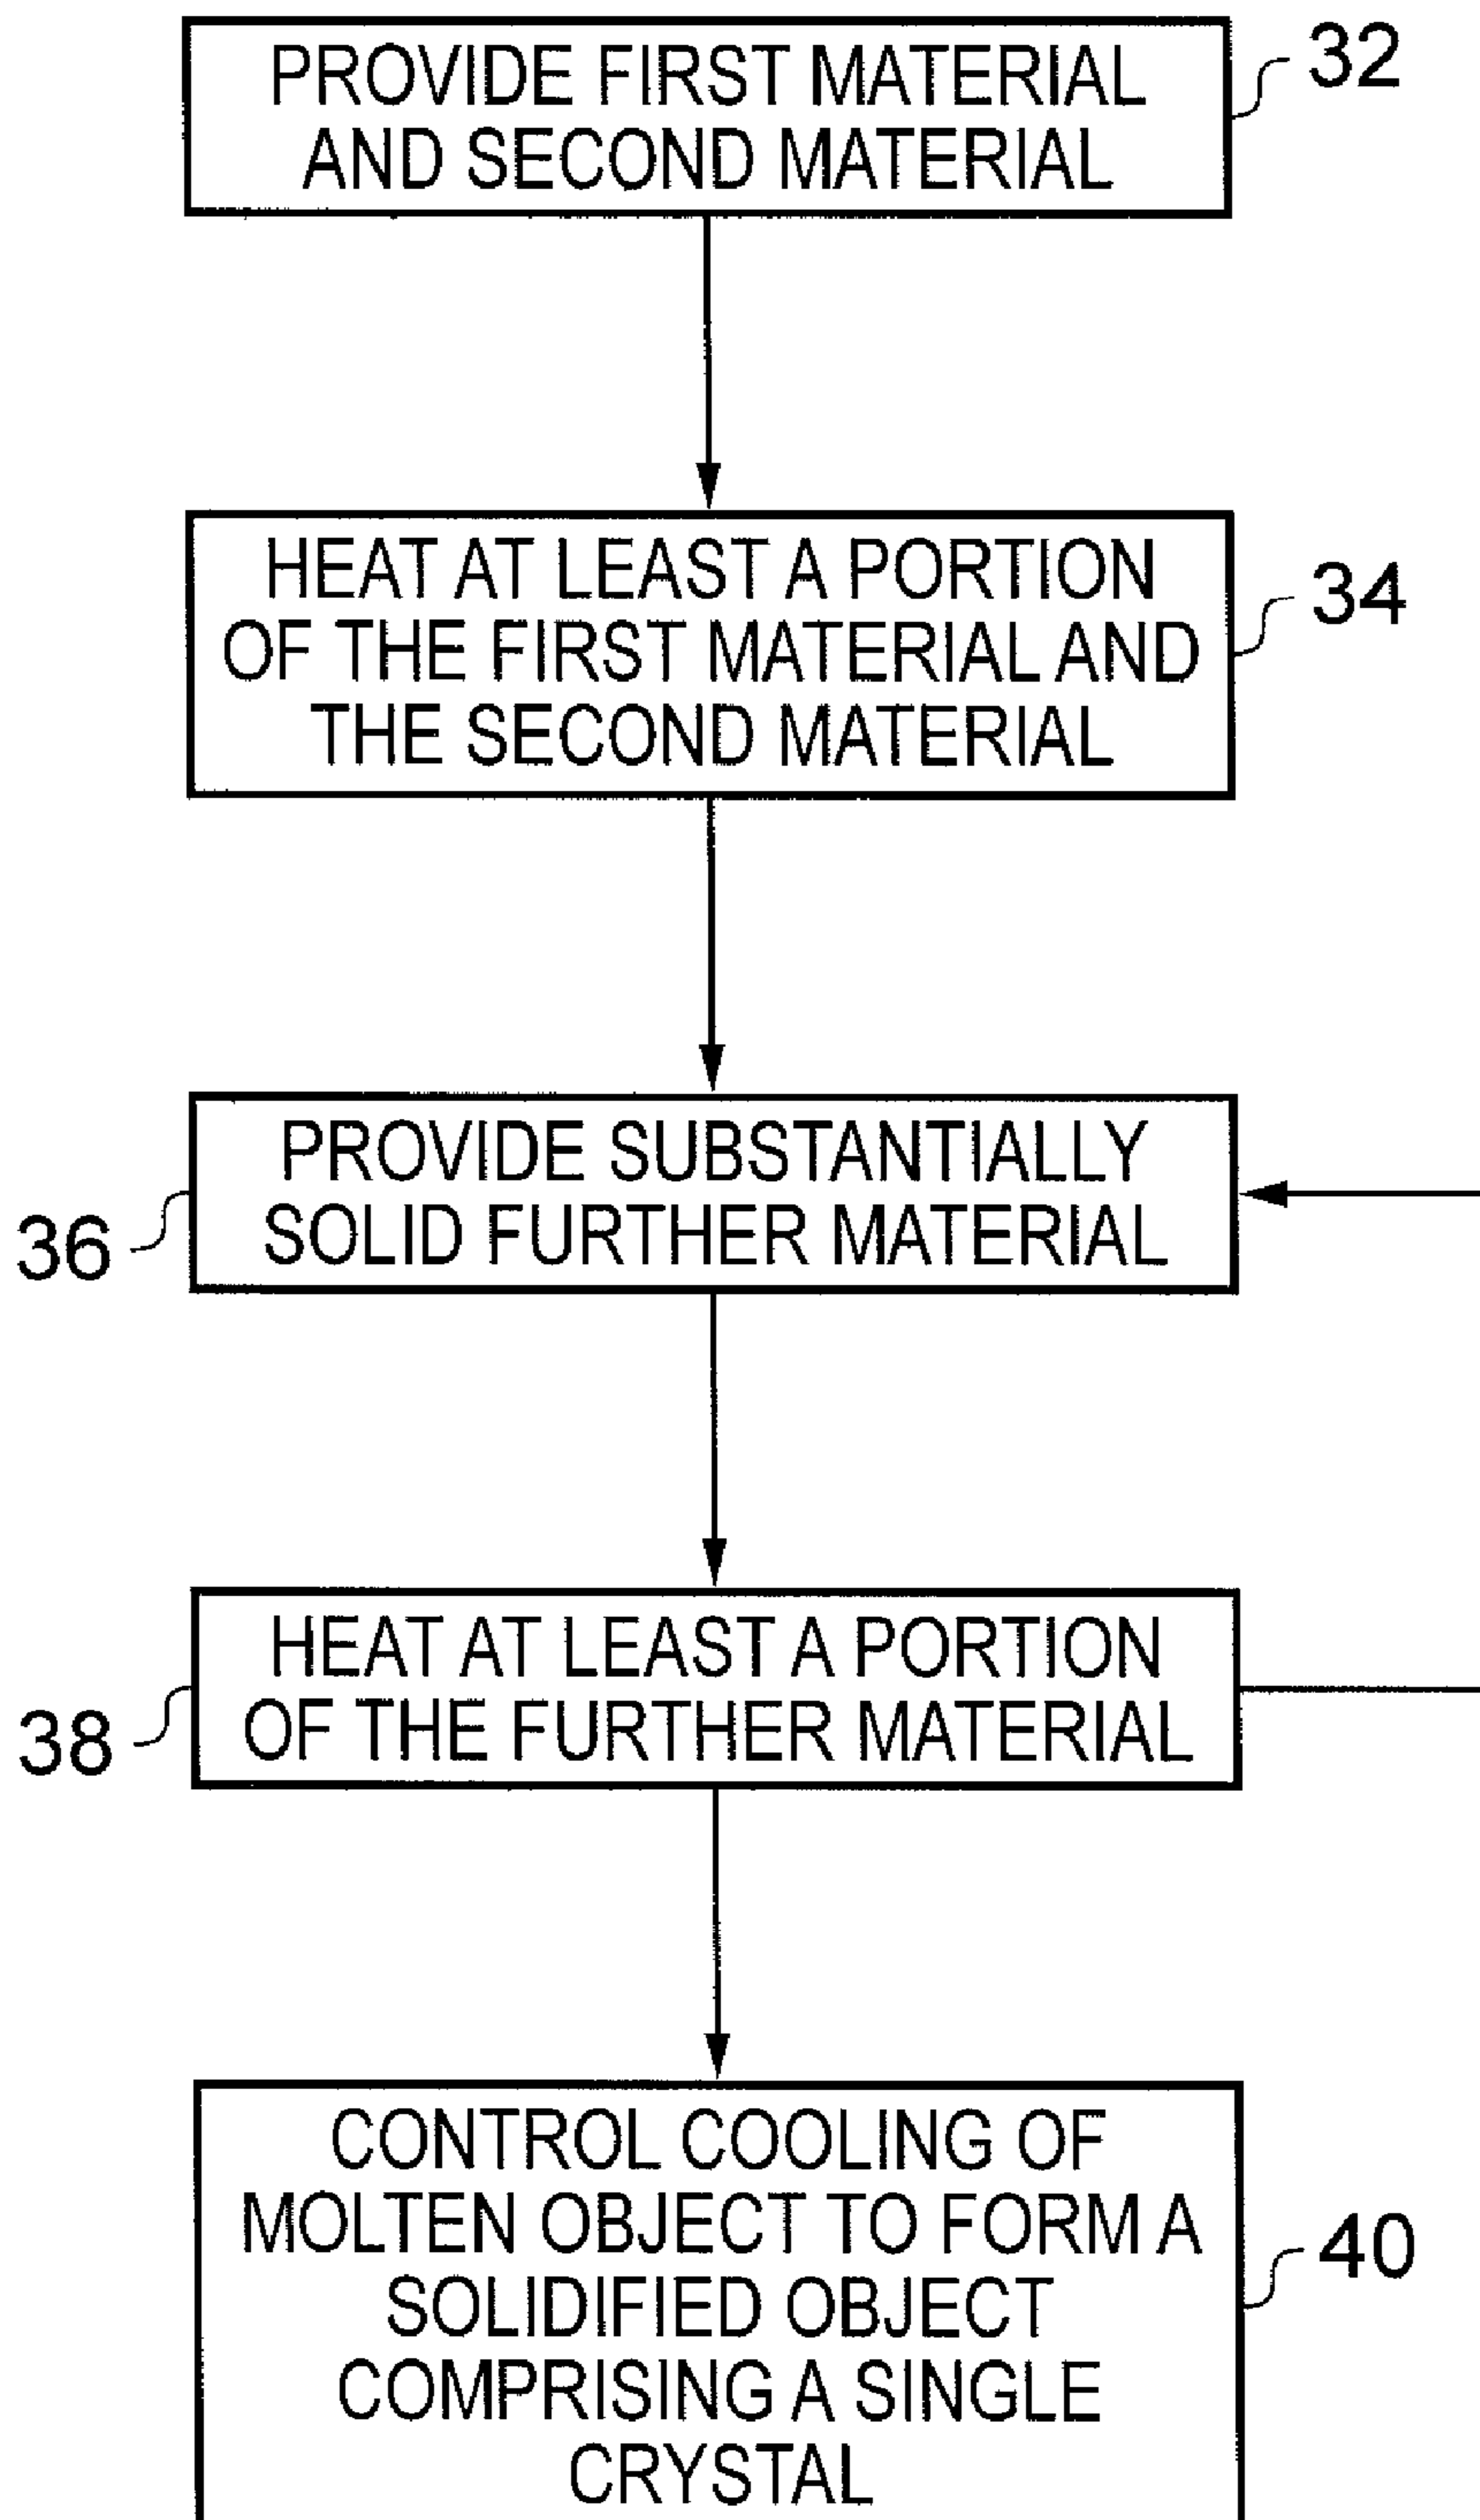 PROVIDE FIRST MATERIAL
AND SECOND MATERIAL
32
HEAT AT LEAST A PORTION
OF THE FIRST MATERIAL AND
THE SECOND MATERIAL
34
PROVIDE SUBSTANTIALLY
SOLID FURTHER MATERIAL
36
HEAT AT LEAST A PORTION
OF THE FURTHER MATERIAL
38
CONTROL COOLING OF
MOLTEN OBJECT TO FORM A
SOLIDIFIED OBJECT
COMPRISING A SINGLE
CRYSTAL
40